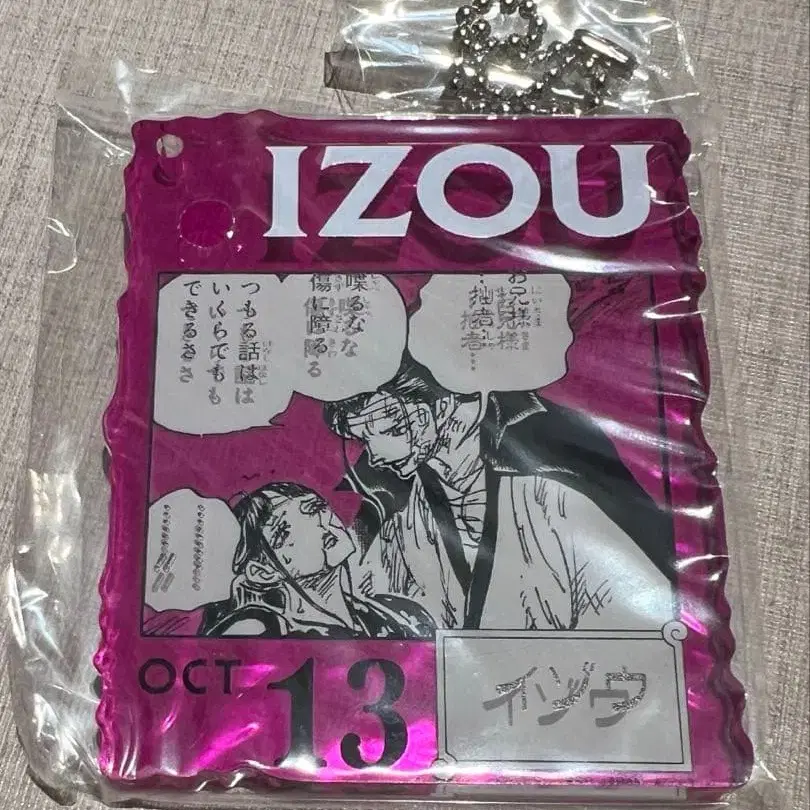 IZOU
お兄様
…拙者…
喋るな
傷に障る
つもる話は
いくらでも
できるさ
OCT 13
イゾウ